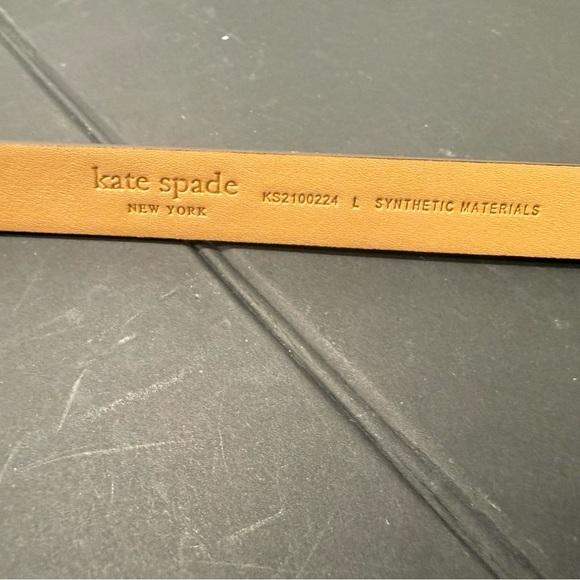 kate spade
NEW YORK
KS2100224 L SYNTHETIC MATERIALS